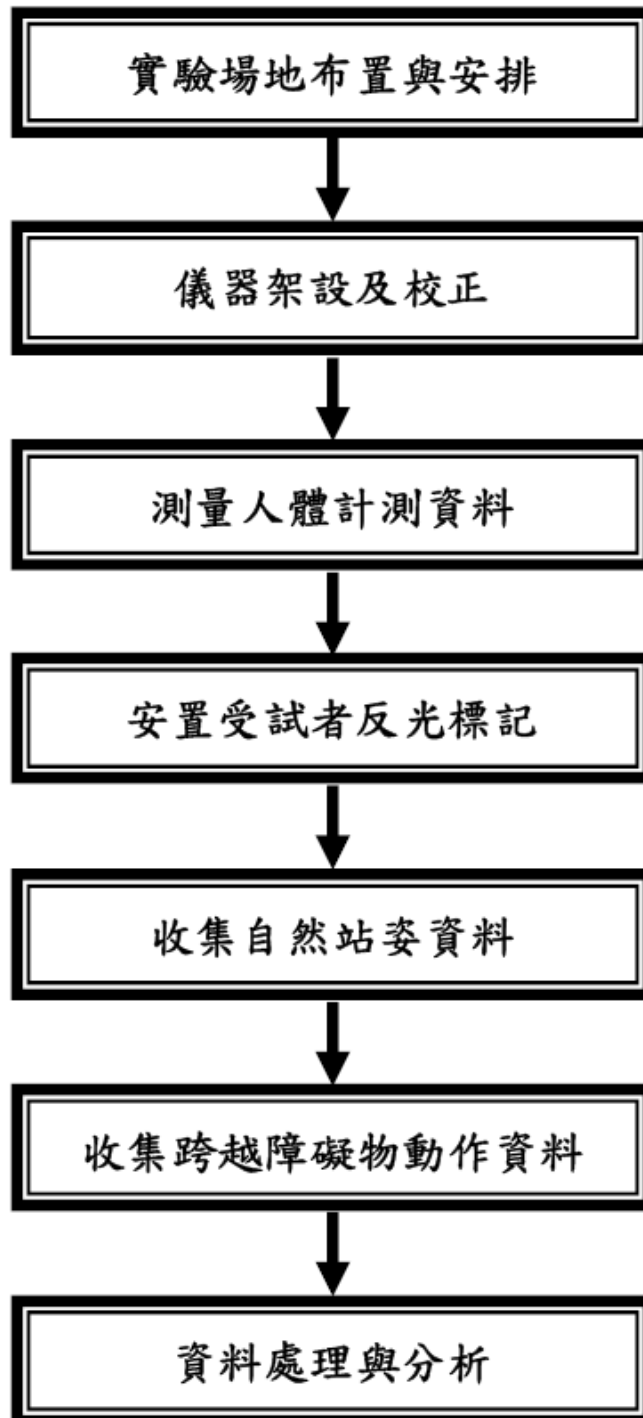 實驗場地布置與安排
儀器架設及校正
測量人體計測資料
安置受試者反光標記
收集自然站姿資料
收集跨越障礙物動作資料
資料處理與分析